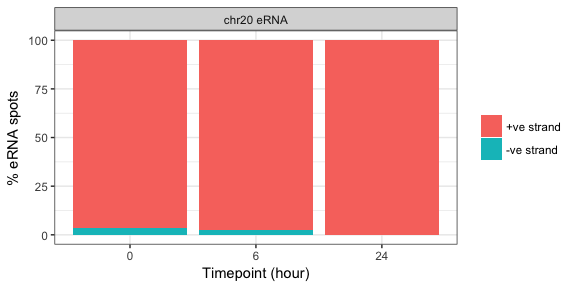 chr20 eRNA
% eRNA spots
100
75
50
25
0
0 6 24
Timepoint (hour)
+ve strand
-ve strand